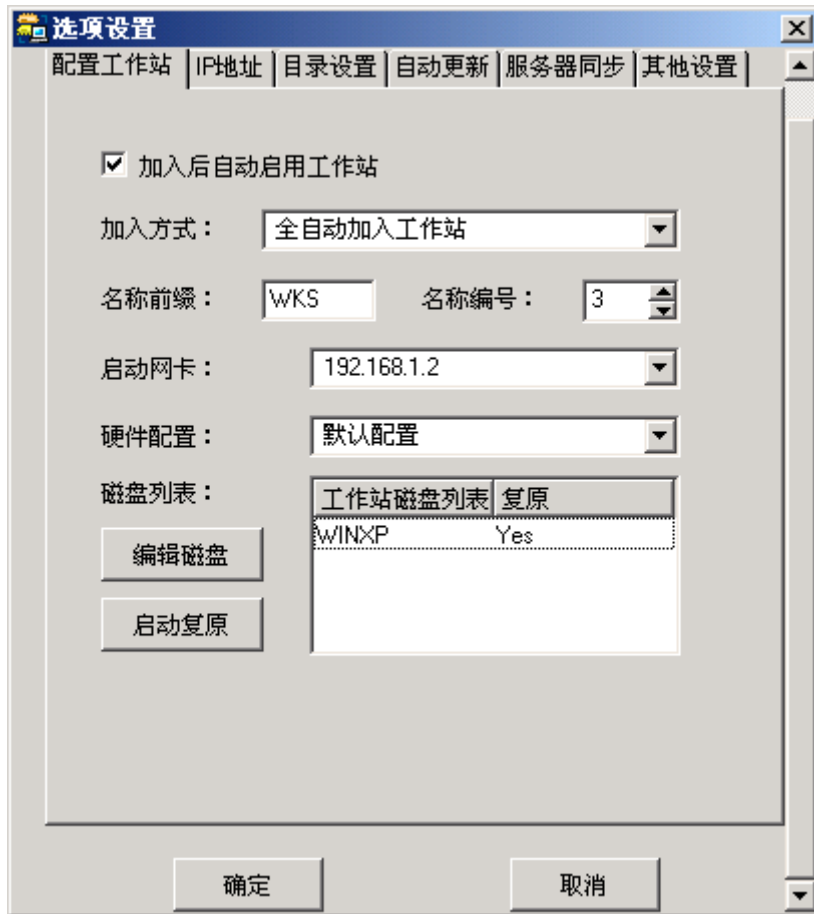 选项设置
配置工作站 IP地址 目录设置 自动更新 服务器同步 其他设置
加入后自动启用工作站
加入方式： 全自动加入工作站
名称前缀： WKS 名称编号： 3
启动网卡： 192.168.1.2
硬件配置： 默认配置
磁盘列表： 工作站磁盘列表 复原
WINXP Yes
编辑磁盘
启动复原
确定 取消